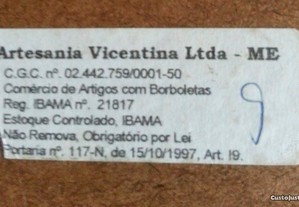 Artesania Vicentina Ltda - ME
C.G.C. nº. 02.442.759/0001-50
Comércio de Artigos com Borboletas
Reg. IBAMA nº. 21817
Estoque Controlado, IBAMA
Não Remova, Obrigatório por Lei
Portaria nº. 117-N, de 15/10/1997, Art. I9.
9
CustoJusto